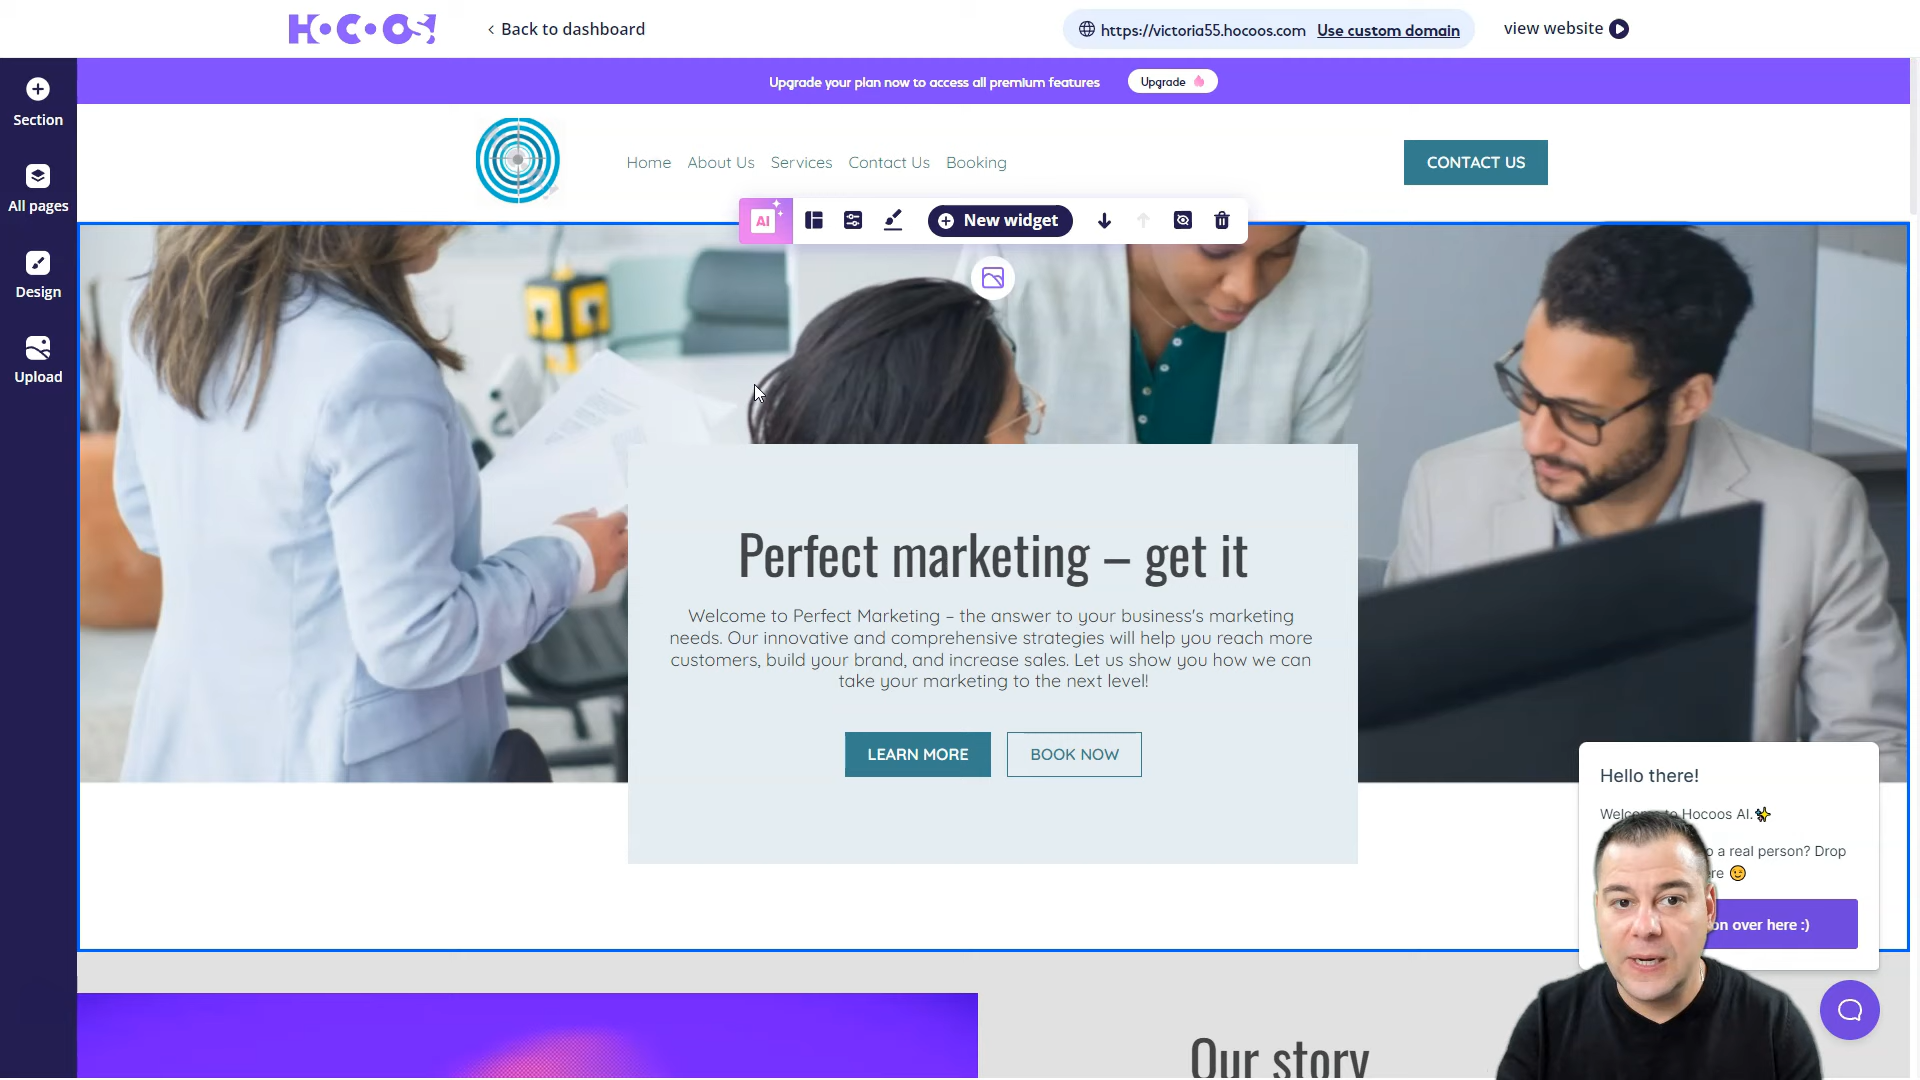 HOCOOS!
Back to dashboard
https://victoria55.hocoos.com Use custom domain
view website
Section
All pages
Design
Upload
Upgrade your plan now to access all premium features
Upgrade
Home About Us Services Contact Us Booking
CONTACT US
AI
New widget
Perfect marketing – get it
Welcome to Perfect Marketing – the answer to your business's marketing
needs. Our innovative and comprehensive strategies will help you reach more
customers, build your brand, and increase sales. Let us show you how we can
take your marketing to the next level!
LEARN MORE
BOOK NOW
Hello there!
Hocoos AI.
a real person? Drop
over here :)
Our story